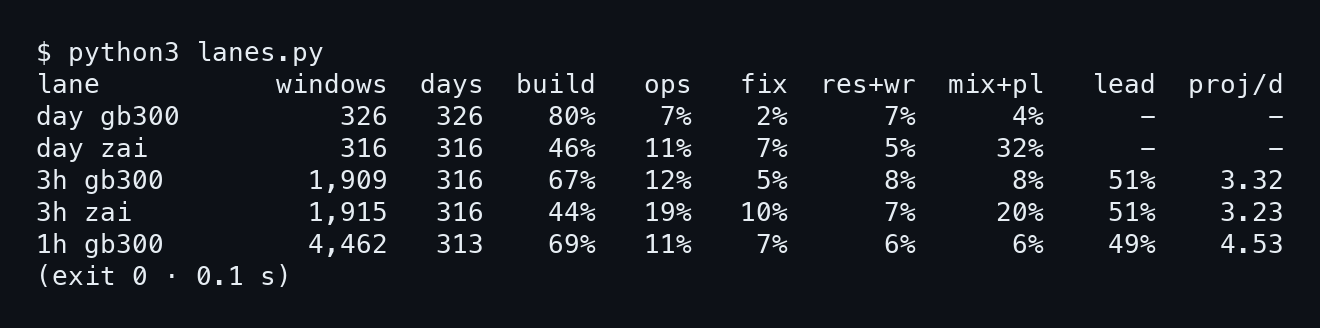 $ python3 lanes.py
lane           windows  days  build   ops   fix  res+wr  mix+pl   lead  proj/d
day gb300          326   326    80%    7%    2%      7%      4%      —       —
day zai            316   316    46%   11%    7%      5%     32%      —       —
3h gb300         1,909   316    67%   12%    5%      8%      8%    51%    3.32
3h zai           1,915   316    44%   19%   10%      7%     20%    51%    3.23
1h gb300         4,462   313    69%   11%    7%      6%      6%    49%    4.53
(exit 0 · 0.1 s)